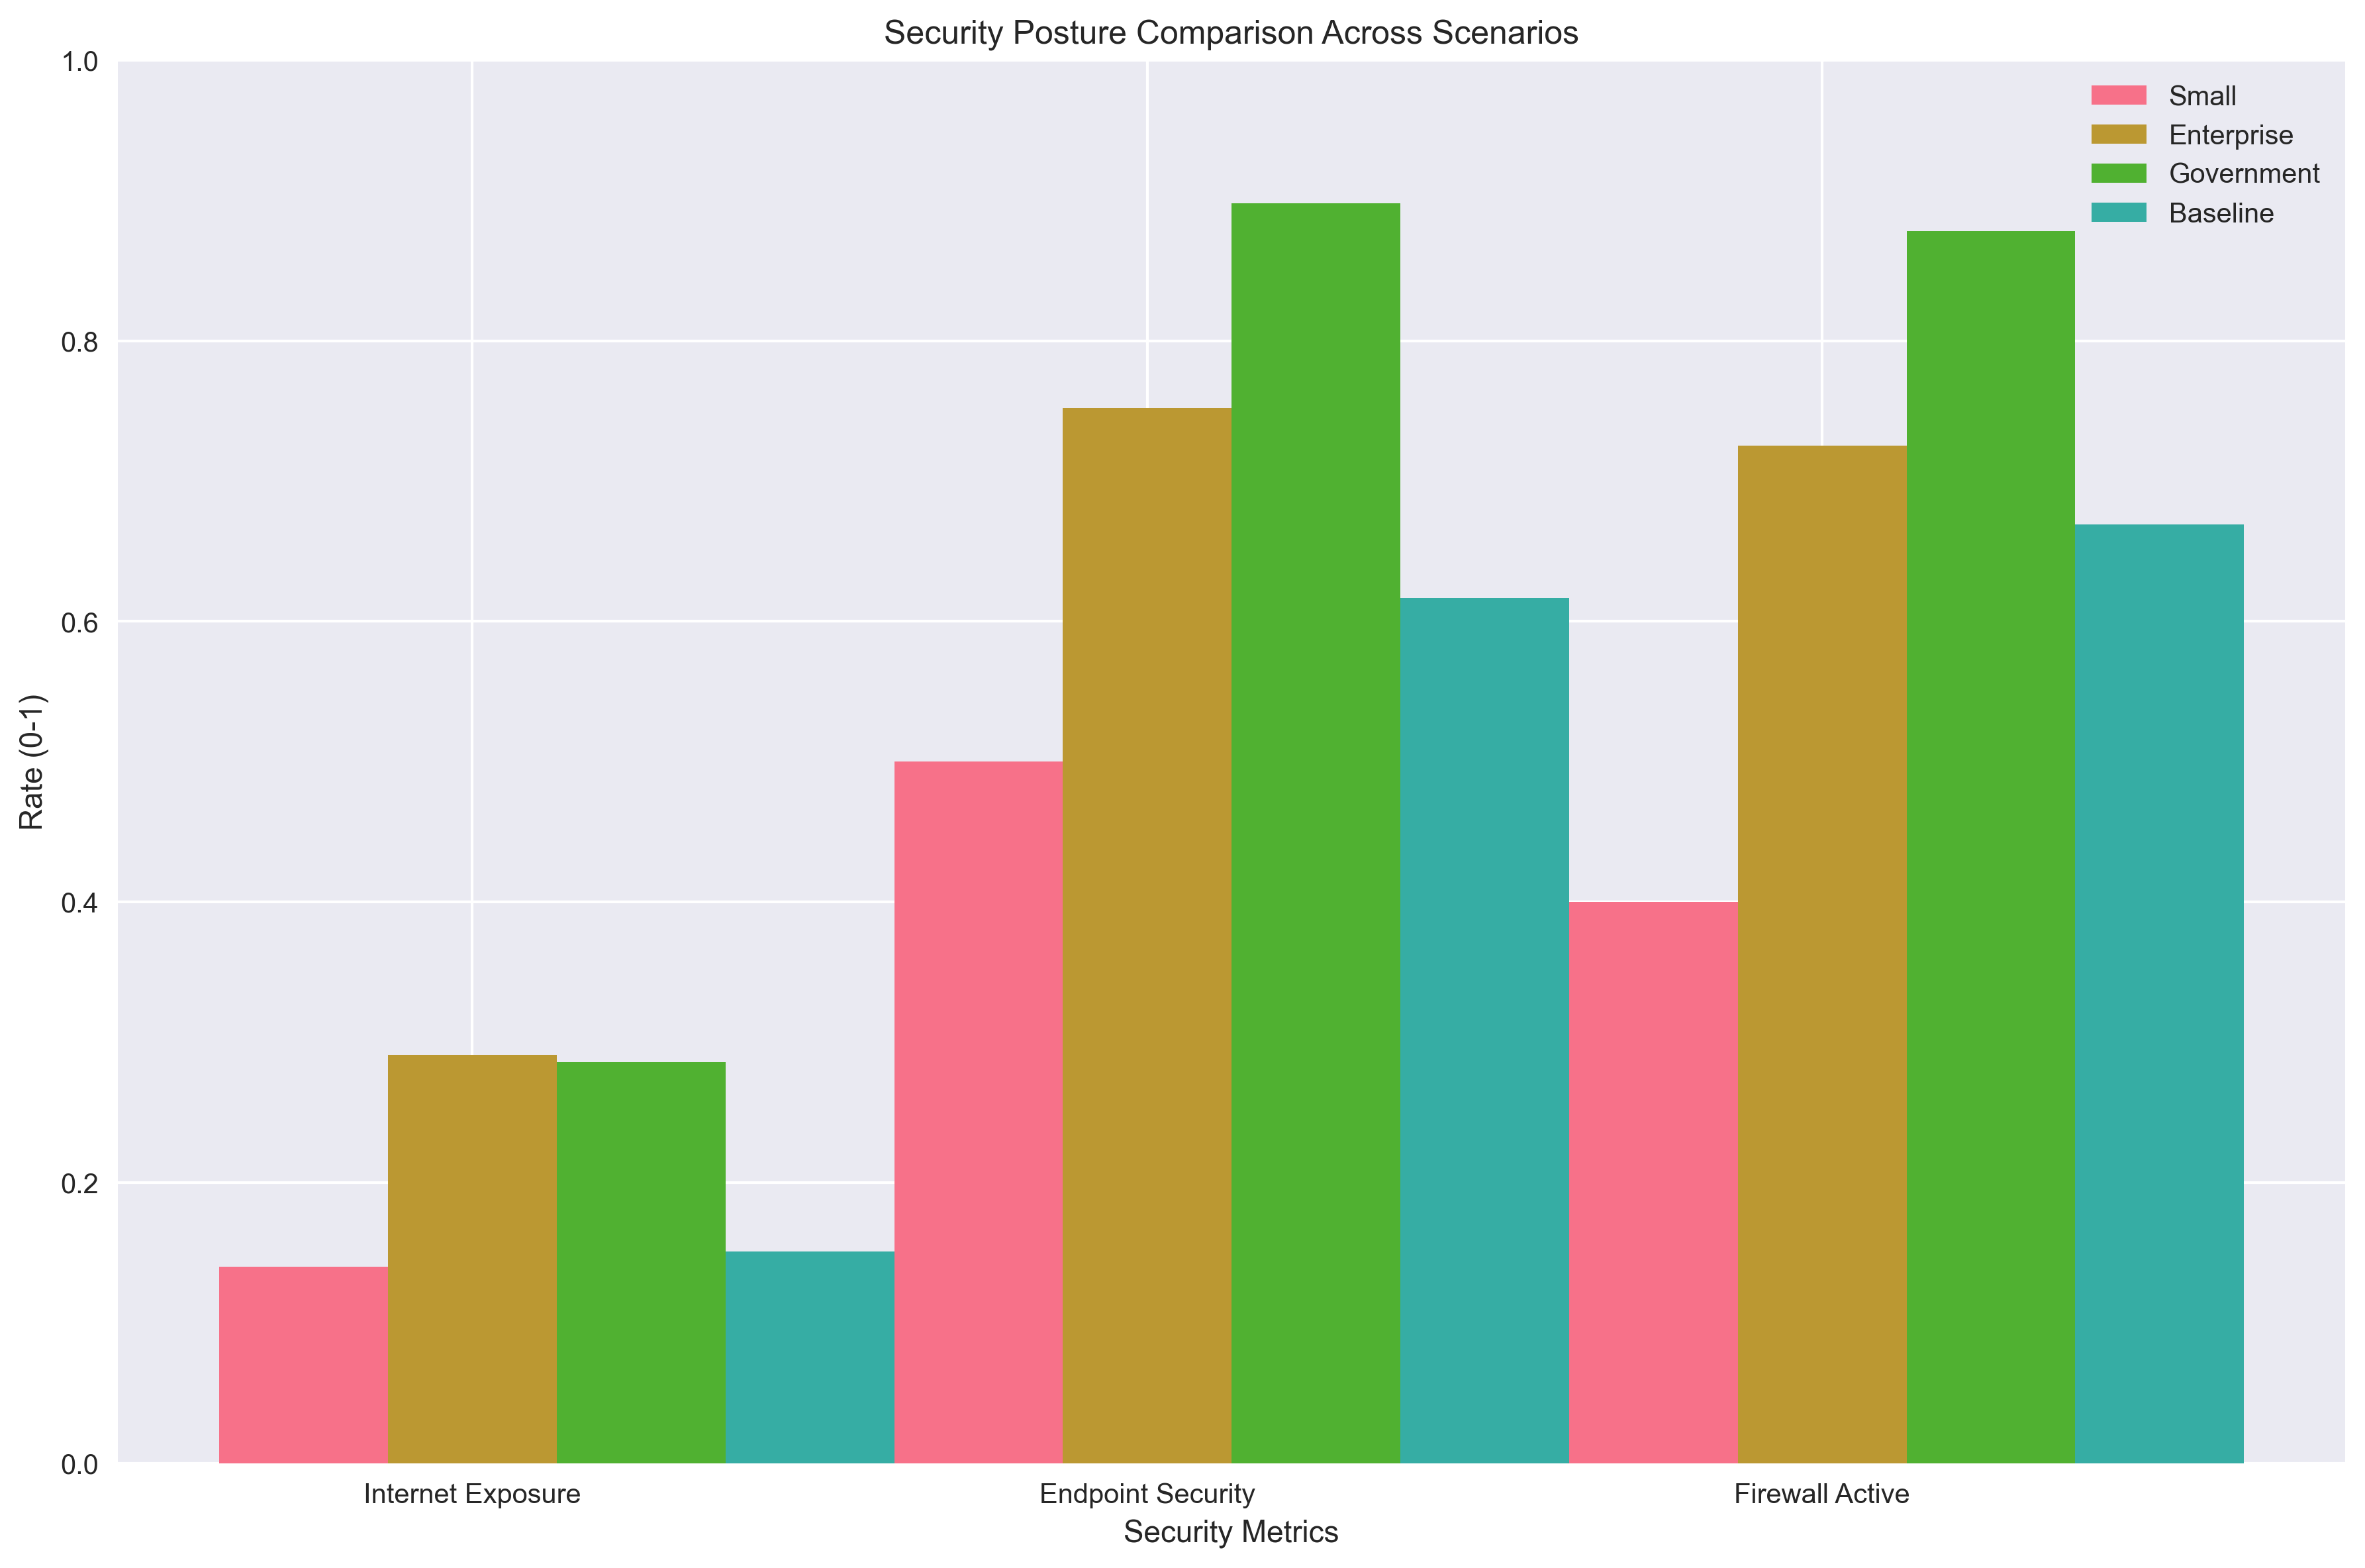 Security Posture Comparison Across Scenarios
1.0
0.8
0.6
0.4
0.2
0.0
Rate (0-1)
Small
Enterprise
Government
Baseline
Internet Exposure
Endpoint Security
Firewall Active
Security Metrics